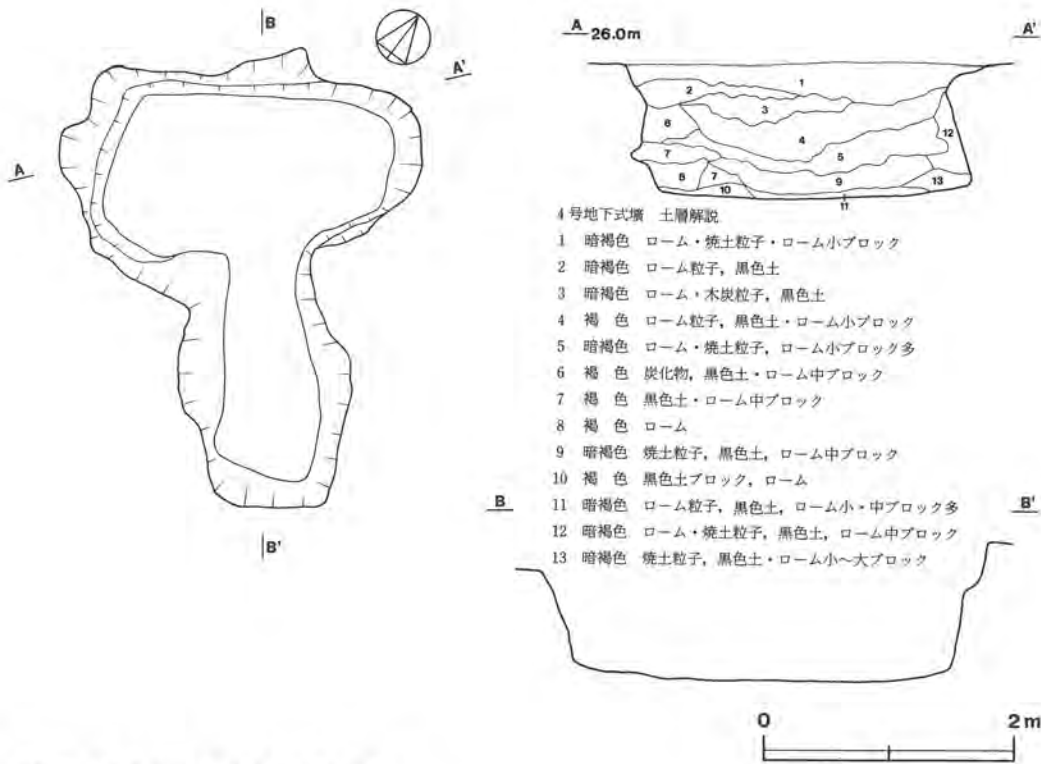 B
A'
A
B'
A 26.0m A'
1
2
3
6
4
12
7
5
8
7
9
13
10
11
4号地下式壙 土層解説
1 暗褐色 ローム・焼土粒子・ローム小ブロック
2 暗褐色 ローム粒子，黒色土
3 暗褐色 ローム・木炭粒子，黒色土
4 褐色 ローム粒子，黒色土・ローム小ブロック
5 暗褐色 ローム・焼土粒子，ローム小ブロック多
6 褐色 炭化物，黒色土・ローム中ブロック
7 褐色 黒色土・ローム中ブロック
8 褐色 ローム
9 暗褐色 焼土粒子，黒色土，ローム中ブロック
10 褐色 黒色土ブロック，ローム
11 暗褐色 ローム粒子，黒色土，ローム小・中ブロック多
12 暗褐色 ローム・焼土粒子，黒色土，ローム中ブロック
13 暗褐色 焼土粒子，黒色土・ローム小～大ブロック
B B'
0 2m